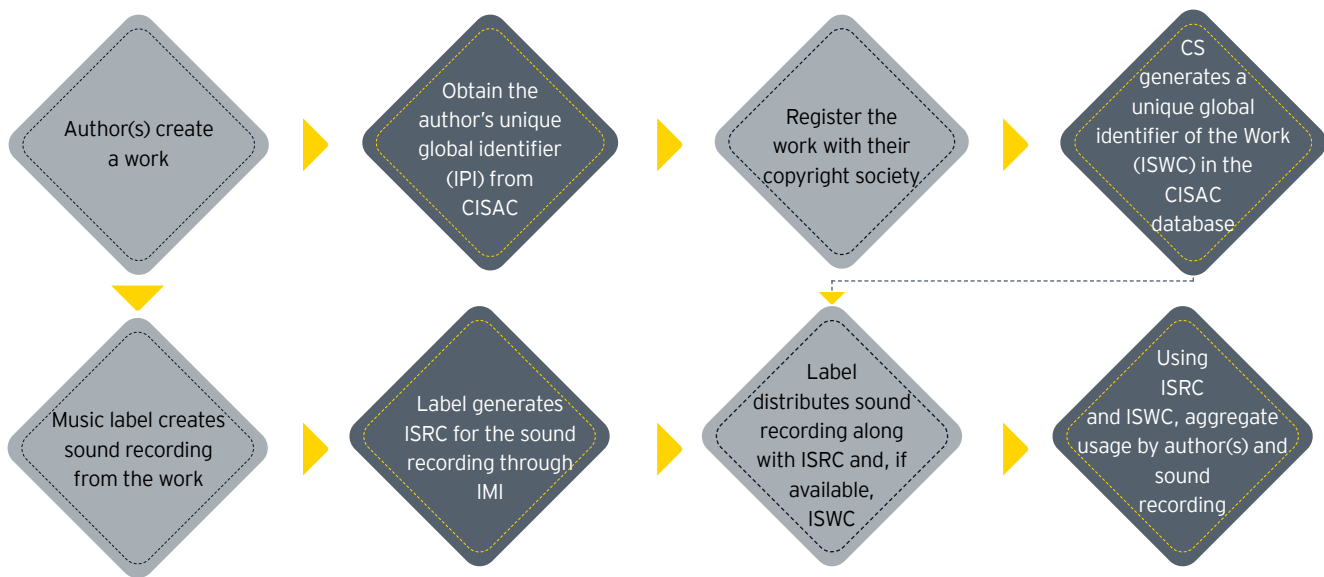 Author(s) create
a work
Obtain the
author's unique
global identifier
(IPI) from
CISAC
Register the
work with their
copyright society
CS
generates a
unique global
identifier of the Work
(ISWC) in the
CISAC
database
Music label creates
sound recording
from the work
Label generates
ISRC for the sound
recording through
IMI
Label
distributes sound
recording along
with ISRC and, if
available,
ISWC
Using
ISRC
and ISWC, aggregate
usage by author(s) and
sound
recording